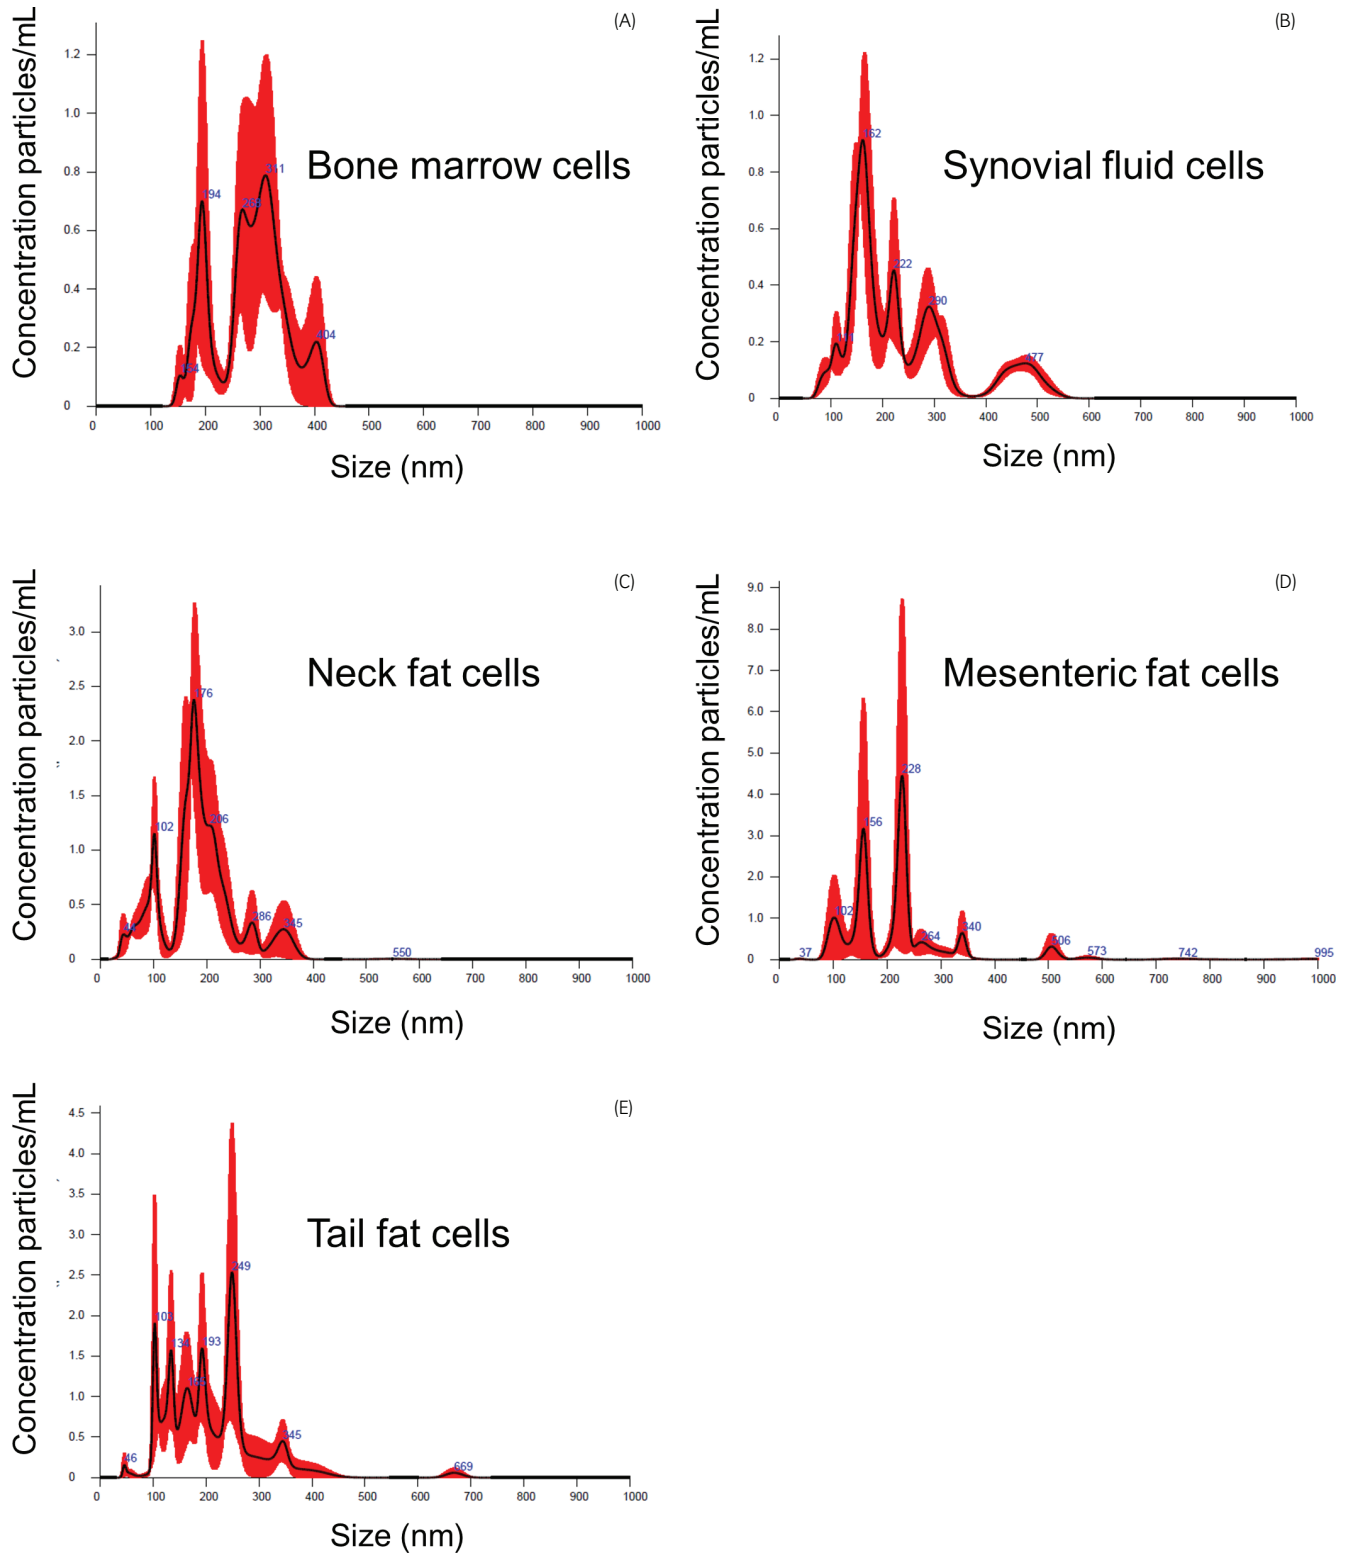 (A)
Concentration particles/mL
1.2
1.0
0.8
0.6
0.4
0.2
0
Bone marrow cells
194
311
404
0 100 200 300 400 500 600 700 800 900 1000
Size (nm)
(B)
Concentration particles/mL
1.2
1.0
0.8
0.6
0.4
0.2
0
Synovial fluid cells
162
222
290
477
0 100 200 300 400 500 600 700 800 900 1000
Size (nm)
(C)
Concentration particles/mL
3.0
2.5
2.0
1.5
1.0
0.5
0
Neck fat cells
102
176
206
286
345
550
0 100 200 300 400 500 600 700 800 900 1000
Size (nm)
(D)
Concentration particles/mL
9.0
8.0
7.0
6.0
5.0
4.0
3.0
2.0
1.0
0
Mesenteric fat cells
37
102
156
228
264
340
506
573
742
995
0 100 200 300 400 500 600 700 800 900 1000
Size (nm)
(E)
Concentration particles/mL
4.5
4.0
3.5
3.0
2.5
2.0
1.5
1.0
0.5
0
Tail fat cells
46
103
134
193
249
345
669
0 100 200 300 400 500 600 700 800 900 1000
Size (nm)